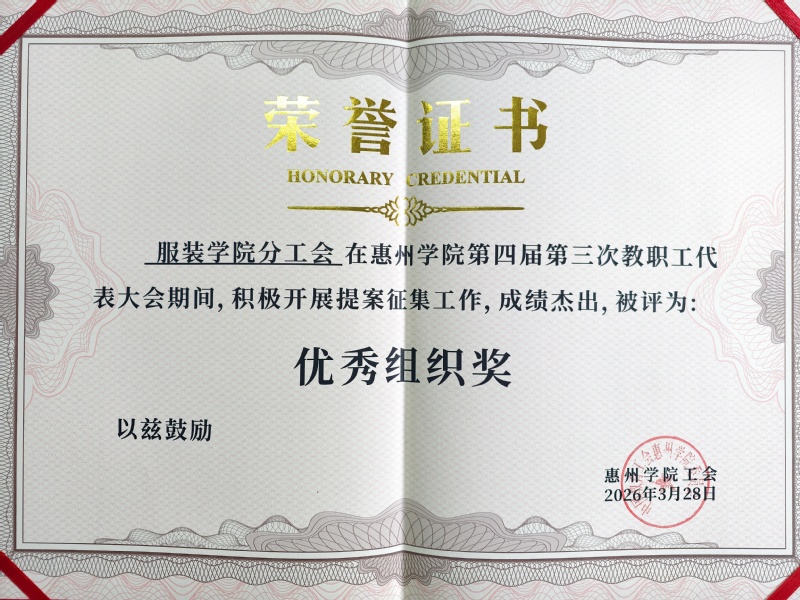 荣誉证书
HONORARY CREDENTIAL
服装学院分工会 在惠州学院第四届第三次教职工代
表大会期间, 积极开展提案征集工作, 成绩杰出, 被评为:
优秀组织奖
以兹鼓励
惠州学院工会
2026年3月28日